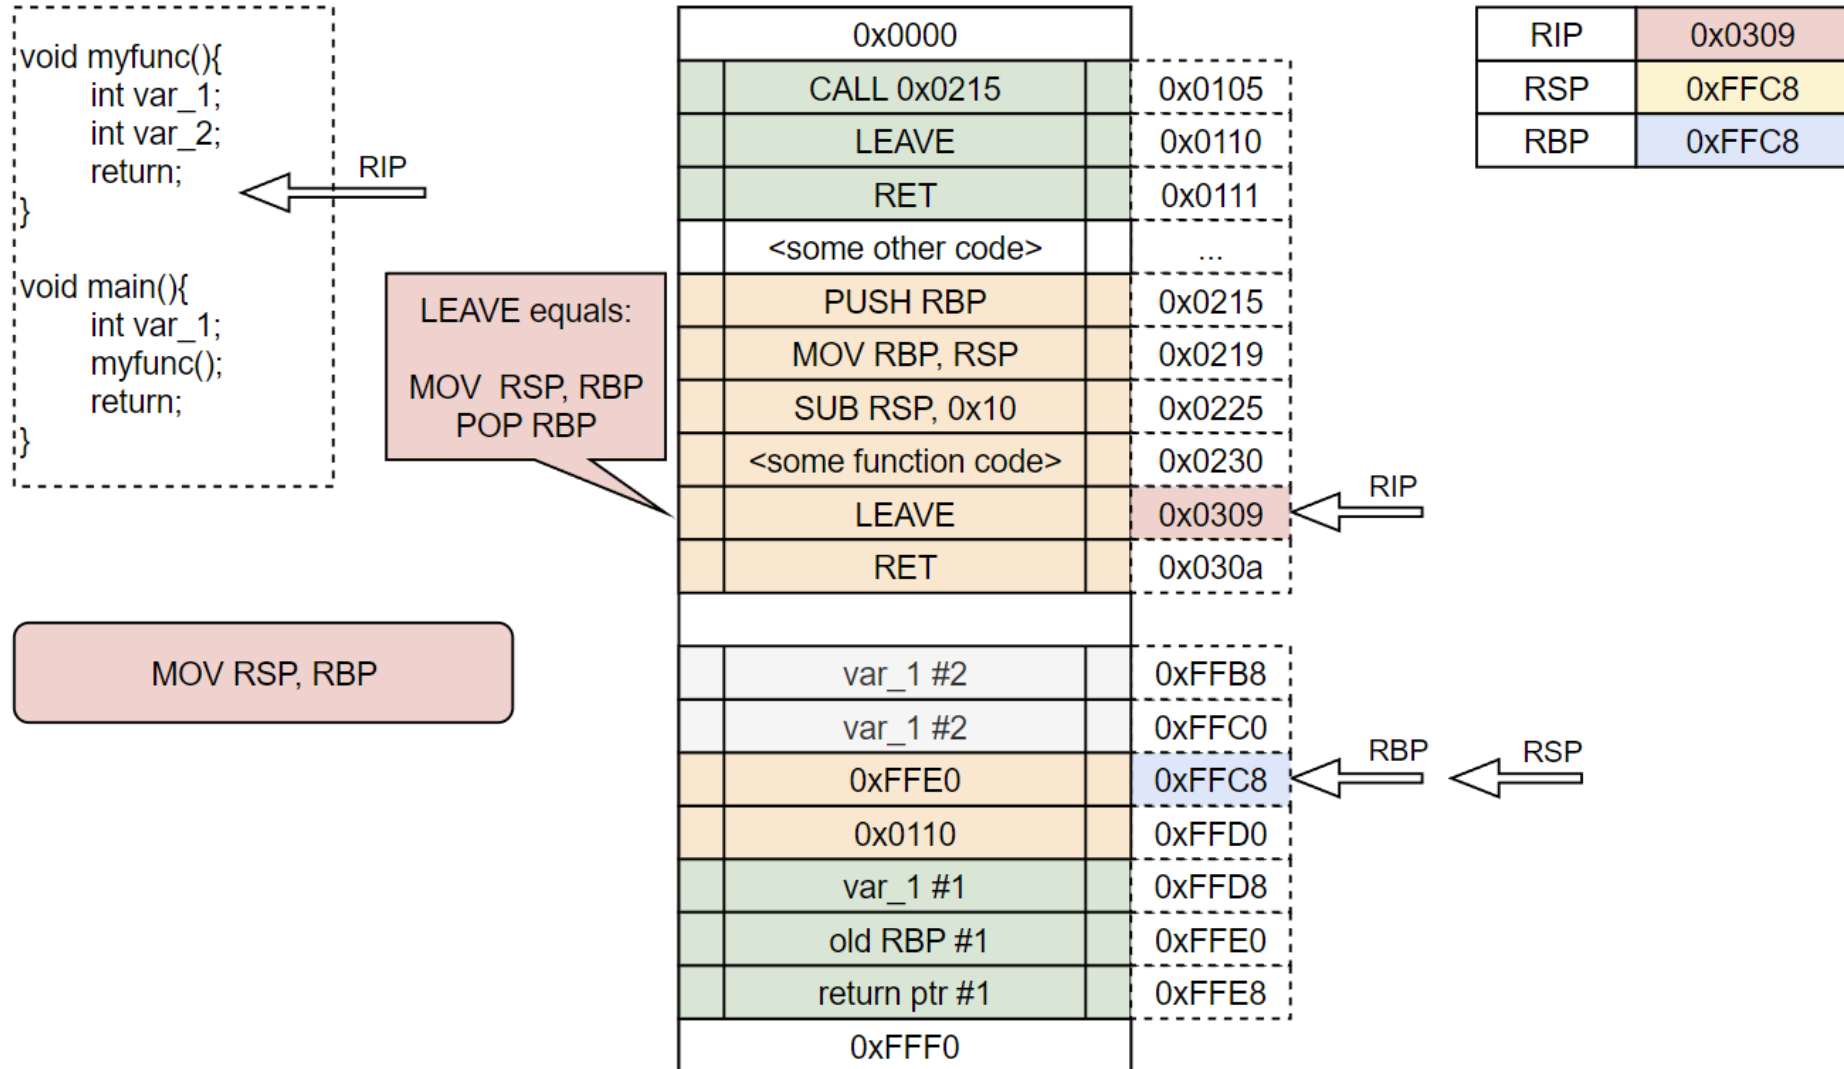 void myfunc(){
int var_1;
int var_2;
return;
}
void main(){
int var_1;
myfunc();
return;
}
RIP
LEAVE equals:
MOV  RSP, RBP
POP RBP
MOV RSP, RBP
0x0000
CALL 0x0215 0x0105
LEAVE 0x0110
RET 0x0111
<some other code> ...
PUSH RBP 0x0215
MOV RBP, RSP 0x0219
SUB RSP, 0x10 0x0225
<some function code> 0x0230
LEAVE 0x0309 RIP
RET 0x030a
var_1 #2 0xFFB8
var_1 #2 0xFFC0
0xFFE0 0xFFC8 RBP RSP
0x0110 0xFFD0
var_1 #1 0xFFD8
old RBP #1 0xFFE0
return ptr #1 0xFFE8
0xFFF0
RIP 0x0309
RSP 0xFFC8
RBP 0xFFC8